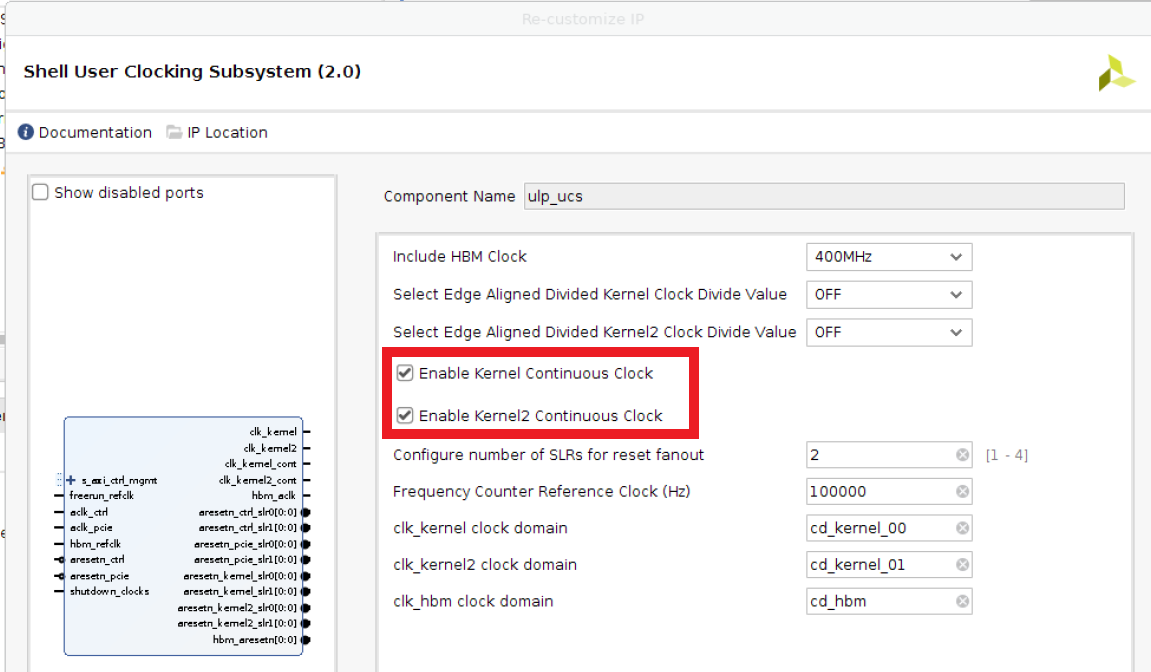 Re-customize IP
Shell User Clocking Subsystem (2.0)
Documentation IP Location
Show disabled ports
Component Name ulp_ucs
Include HBM Clock 400MHz
Select Edge Aligned Divided Kernel Clock Divide Value OFF
Select Edge Aligned Divided Kernel2 Clock Divide Value OFF
Enable Kernel Continuous Clock
Enable Kernel2 Continuous Clock
Configure number of SLRs for reset fanout 2 [1 - 4]
Frequency Counter Reference Clock (Hz) 100000
clk_kernel clock domain cd_kernel_00
clk_kernel2 clock domain cd_kernel_01
clk_hbm clock domain cd_hbm
s_axi_ctrl_mgmt
freerun_refclk
aclk_ctrl
aclk_pcie
hbm_refclk
aresetn_ctrl
aresetn_pcie
shutdown_clocks
clk_kernel
clk_kernel2
clk_kernel_cont
clk_kernel2_cont
hbm_aclk
aresetn_ctrl_slr0[0:0]
aresetn_ctrl_slr1[0:0]
aresetn_pcie_slr0[0:0]
aresetn_pcie_slr1[0:0]
aresetn_kernel_slr0[0:0]
aresetn_kernel_slr1[0:0]
aresetn_kernel2_slr0[0:0]
aresetn_kernel2_slr1[0:0]
hbm_aresetn[0:0]